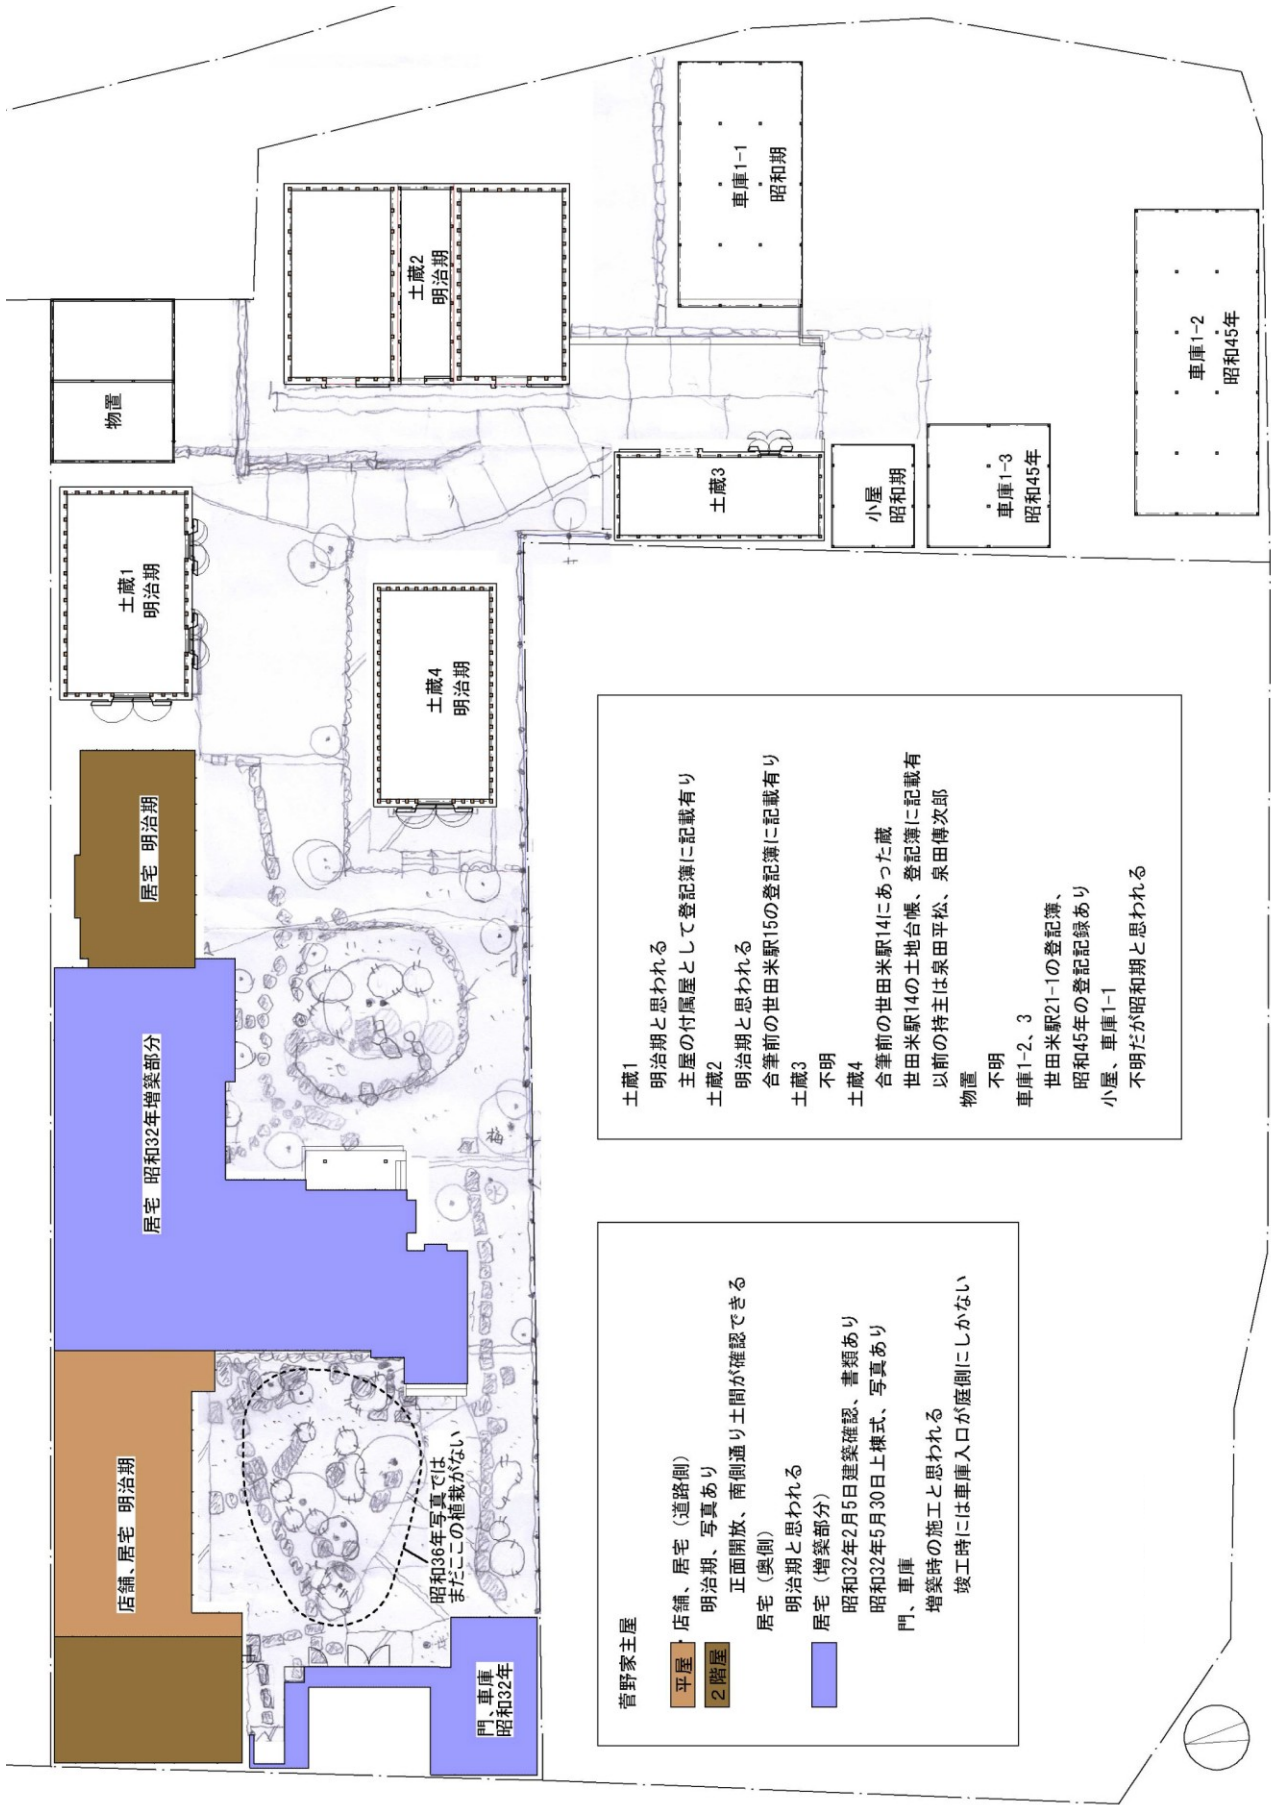 物置
土蔵1
明治期
土蔵2
明治期
車庫1-1
昭和期
車庫1-2
昭和45年
車庫1-3
昭和45年
小屋
昭和期
土蔵3
土蔵4
明治期
居宅 明治期
居宅 昭和32年増築部分
店舗、居宅 明治期
昭和36年写真では
まだここの植栽がない
門、車庫
昭和32年
梅
菅野家主屋
平屋
2階屋
店舗、居宅（道路側）
明治期、写真あり
正面開放、南側通り土間が確認できる
居宅（奥側）
明治期と思われる
居宅（増築部分）
昭和32年2月5日建築確認、書類あり
昭和32年5月30日上棟式、写真あり
門、車庫
増築時の施工と思われる
竣工時には車庫入口が庭側にしかない
土蔵1
明治期と思われる
主屋の付属屋として登記簿に記載有り
土蔵2
明治期と思われる
合筆前の世田米駅15の登記簿に記載有り
土蔵3
不明
土蔵4
合筆前の世田米駅14にあった蔵
世田米駅14の土地台帳、登記簿に記載有
以前の持主は泉田平松、泉田傳次郎
物置
不明
車庫1-2、3
世田米駅21-1の登記簿、
昭和45年の登記記録あり
小屋、車庫1-1
不明だが昭和期と思われる